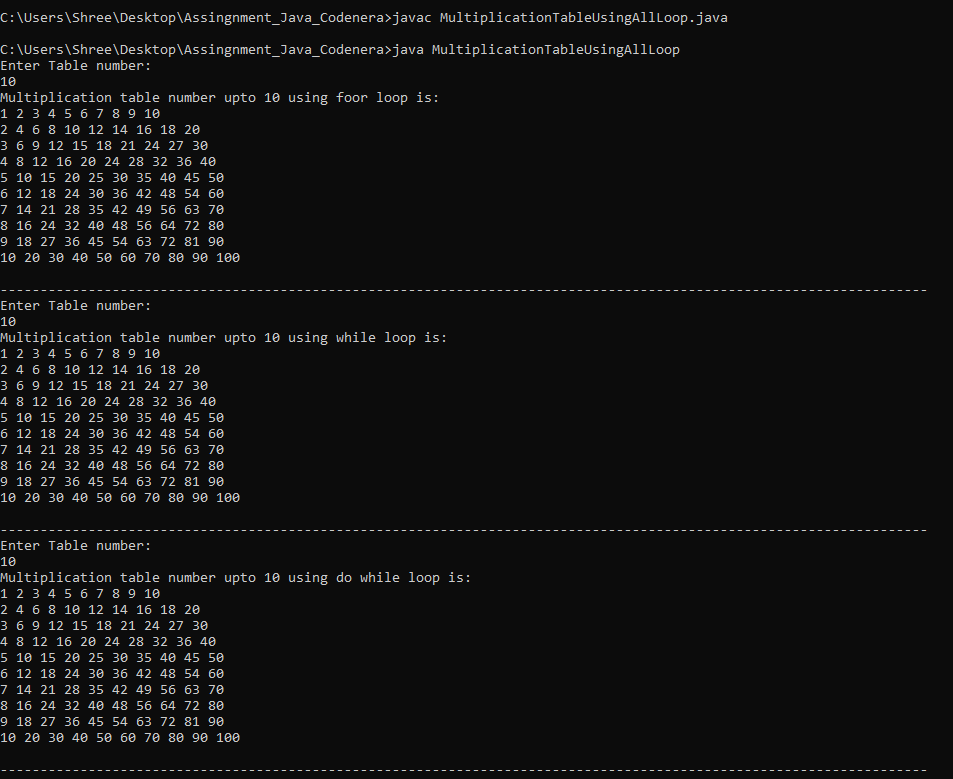 C:\Users\Shree\Desktop\Assingnment_Java_Codenera>javac MultiplicationTableUsingAllLoop.java
C:\Users\Shree\Desktop\Assingnment_Java_Codenera>java MultiplicationTableUsingAllLoop
Enter Table number:
10
Multiplication table number upto 10 using foor loop is:
1 2 3 4 5 6 7 8 9 10
2 4 6 8 10 12 14 16 18 20
3 6 9 12 15 18 21 24 27 30
4 8 12 16 20 24 28 32 36 40
5 10 15 20 25 30 35 40 45 50
6 12 18 24 30 36 42 48 54 60
7 14 21 28 35 42 49 56 63 70
8 16 24 32 40 48 56 64 72 80
9 18 27 36 45 54 63 72 81 90
10 20 30 40 50 60 70 80 90 100
--------------------------------------------------------------------------------------------------------------------
Enter Table number:
10
Multiplication table number upto 10 using while loop is:
1 2 3 4 5 6 7 8 9 10
2 4 6 8 10 12 14 16 18 20
3 6 9 12 15 18 21 24 27 30
4 8 12 16 20 24 28 32 36 40
5 10 15 20 25 30 35 40 45 50
6 12 18 24 30 36 42 48 54 60
7 14 21 28 35 42 49 56 63 70
8 16 24 32 40 48 56 64 72 80
9 18 27 36 45 54 63 72 81 90
10 20 30 40 50 60 70 80 90 100
--------------------------------------------------------------------------------------------------------------------
Enter Table number:
10
Multiplication table number upto 10 using do while loop is:
1 2 3 4 5 6 7 8 9 10
2 4 6 8 10 12 14 16 18 20
3 6 9 12 15 18 21 24 27 30
4 8 12 16 20 24 28 32 36 40
5 10 15 20 25 30 35 40 45 50
6 12 18 24 30 36 42 48 54 60
7 14 21 28 35 42 49 56 63 70
8 16 24 32 40 48 56 64 72 80
9 18 27 36 45 54 63 72 81 90
10 20 30 40 50 60 70 80 90 100
--------------------------------------------------------------------------------------------------------------------